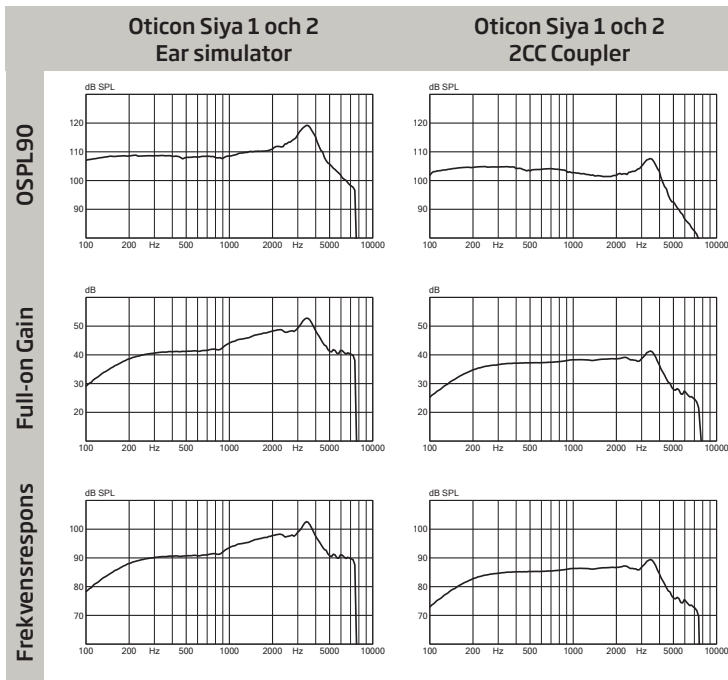 Oticon Siya 1 och 2
Ear simulator
Oticon Siya 1 och 2
2CC Coupler
OSPL90
dB SPL
120
110
100
90
100 200 Hz 500 1000 2000 Hz 5000 10000
dB SPL
120
110
100
90
100 200 Hz 500 1000 2000 Hz 5000 10000
Full-on Gain
dB
50
40
30
20
100 200 Hz 500 1000 2000 Hz 5000 10000
dB
50
40
30
20
100 200 Hz 500 1000 2000 Hz 5000 10000
Frekvensrespons
dB SPL
100
90
80
70
100 200 Hz 500 1000 2000 Hz 5000 10000
dB SPL
100
90
80
70
100 200 Hz 500 1000 2000 Hz 5000 10000